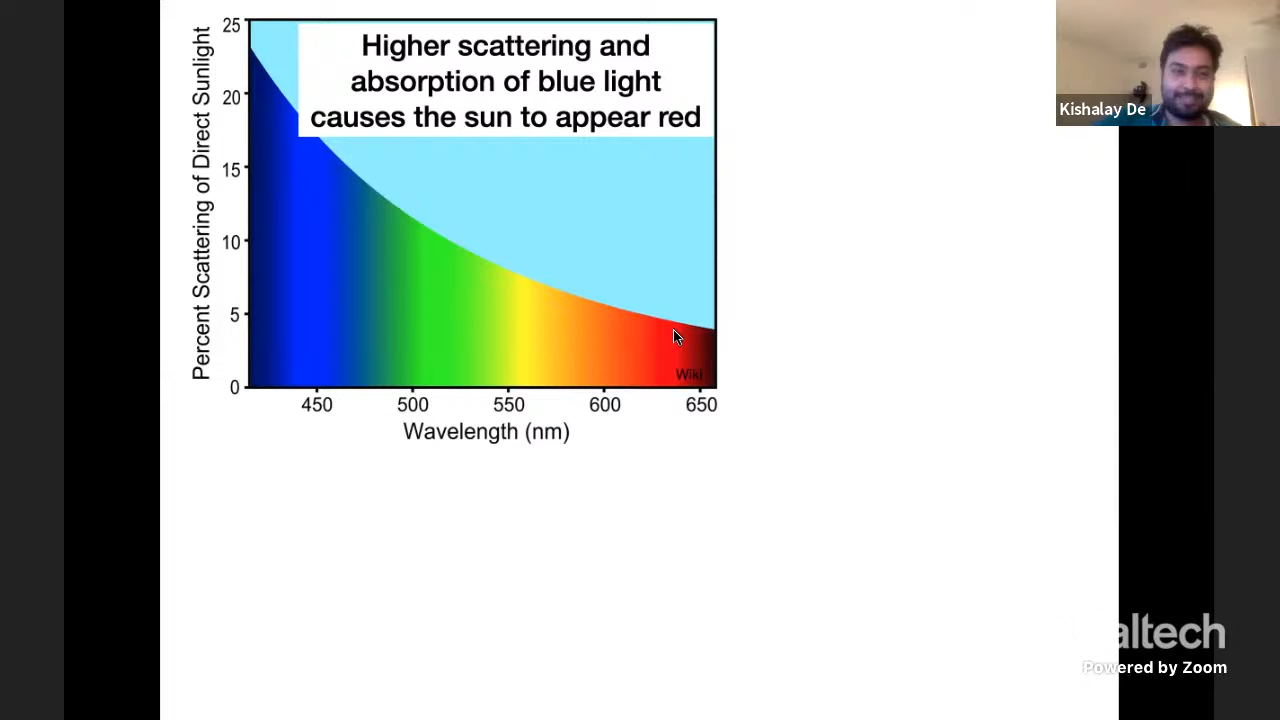 Higher scattering and
absorption of blue light
causes the sun to appear red
Percent Scattering of Direct Sunlight
25
20
15
10
5
0
450 500 550 600 650
Wavelength (nm)
Wiki
Kishalay De
altech
Powered by Zoom